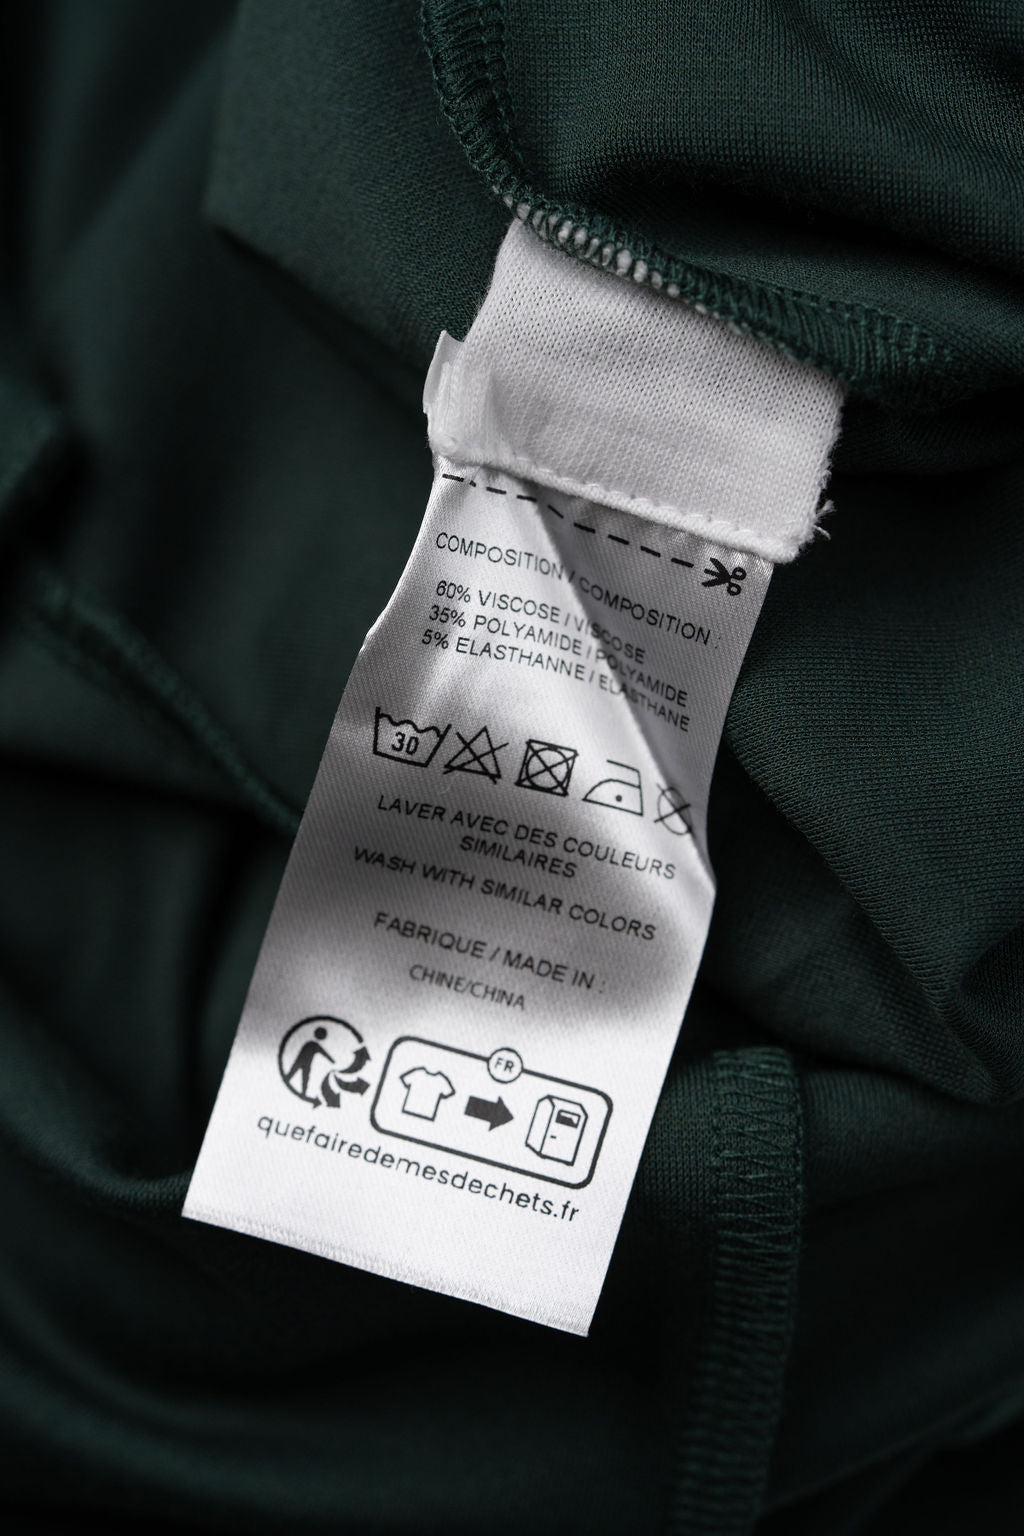 COMPOSITION / COMPOSITION :
60% VISCOSE / VISCOSE
35% POLYAMIDE / POLYAMIDE
5% ELASTHANNE / ELASTHANE
30
LAVER AVEC DES COULEURS
SIMILAIRES
WASH WITH SIMILAR COLORS
FABRIQUE / MADE IN :
CHINE/CHINA
FR
quefairedemesdechets.fr